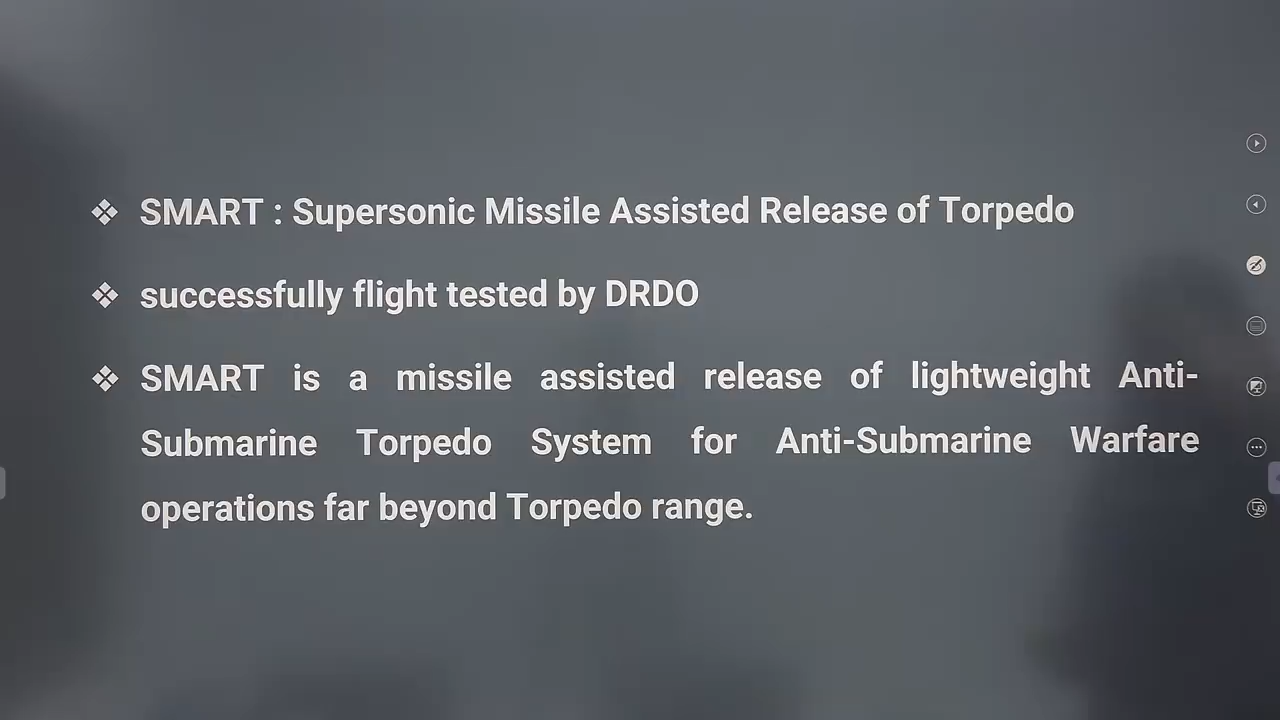 ❖ SMART : Supersonic Missile Assisted Release of Torpedo
❖ successfully flight tested by DRDO
❖ SMART is a missile assisted release of lightweight Anti-
Submarine Torpedo System for Anti-Submarine Warfare
operations far beyond Torpedo range.